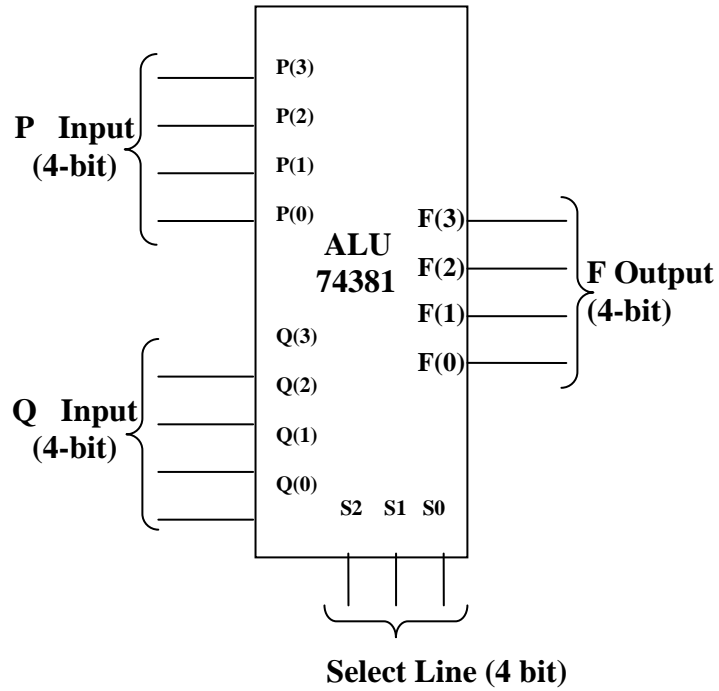 P(3)
P(2)
P(1)
P(0)
P Input
(4-bit)
ALU
74381
F(3)
F(2)
F(1)
F(0)
F Output
(4-bit)
Q(3)
Q(2)
Q(1)
Q(0)
Q Input
(4-bit)
S2 S1 S0
Select Line (4 bit)